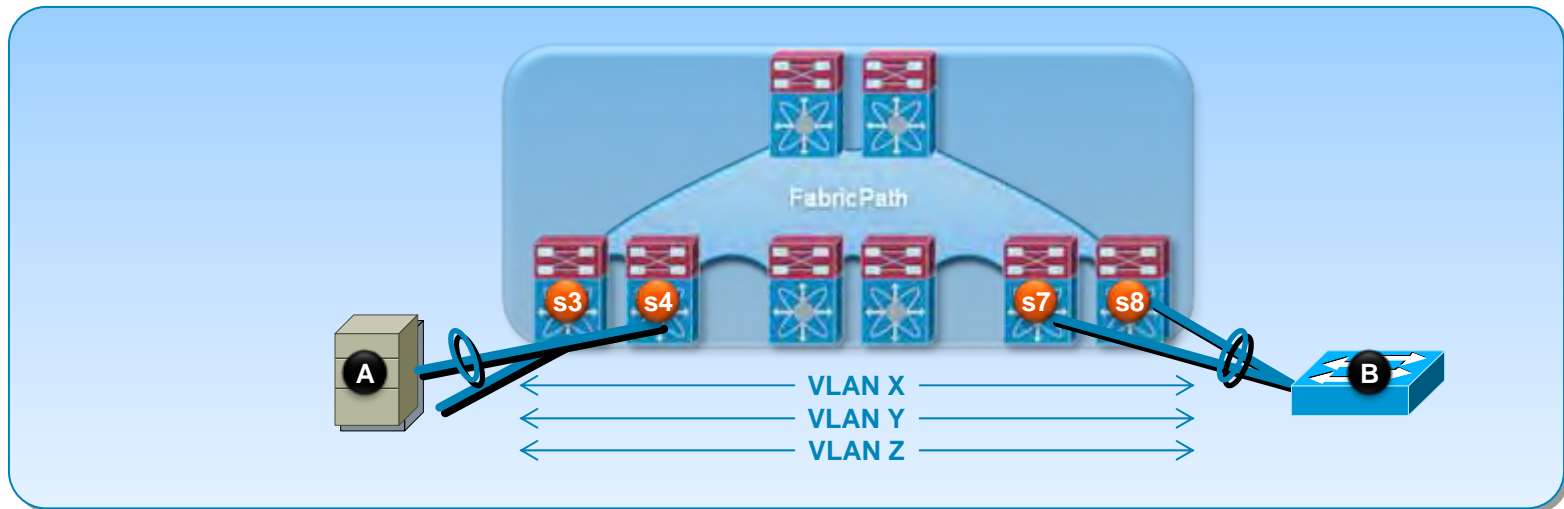 FabricPath
s3
s4
s7
s8
A
B
VLAN X
VLAN Y
VLAN Z